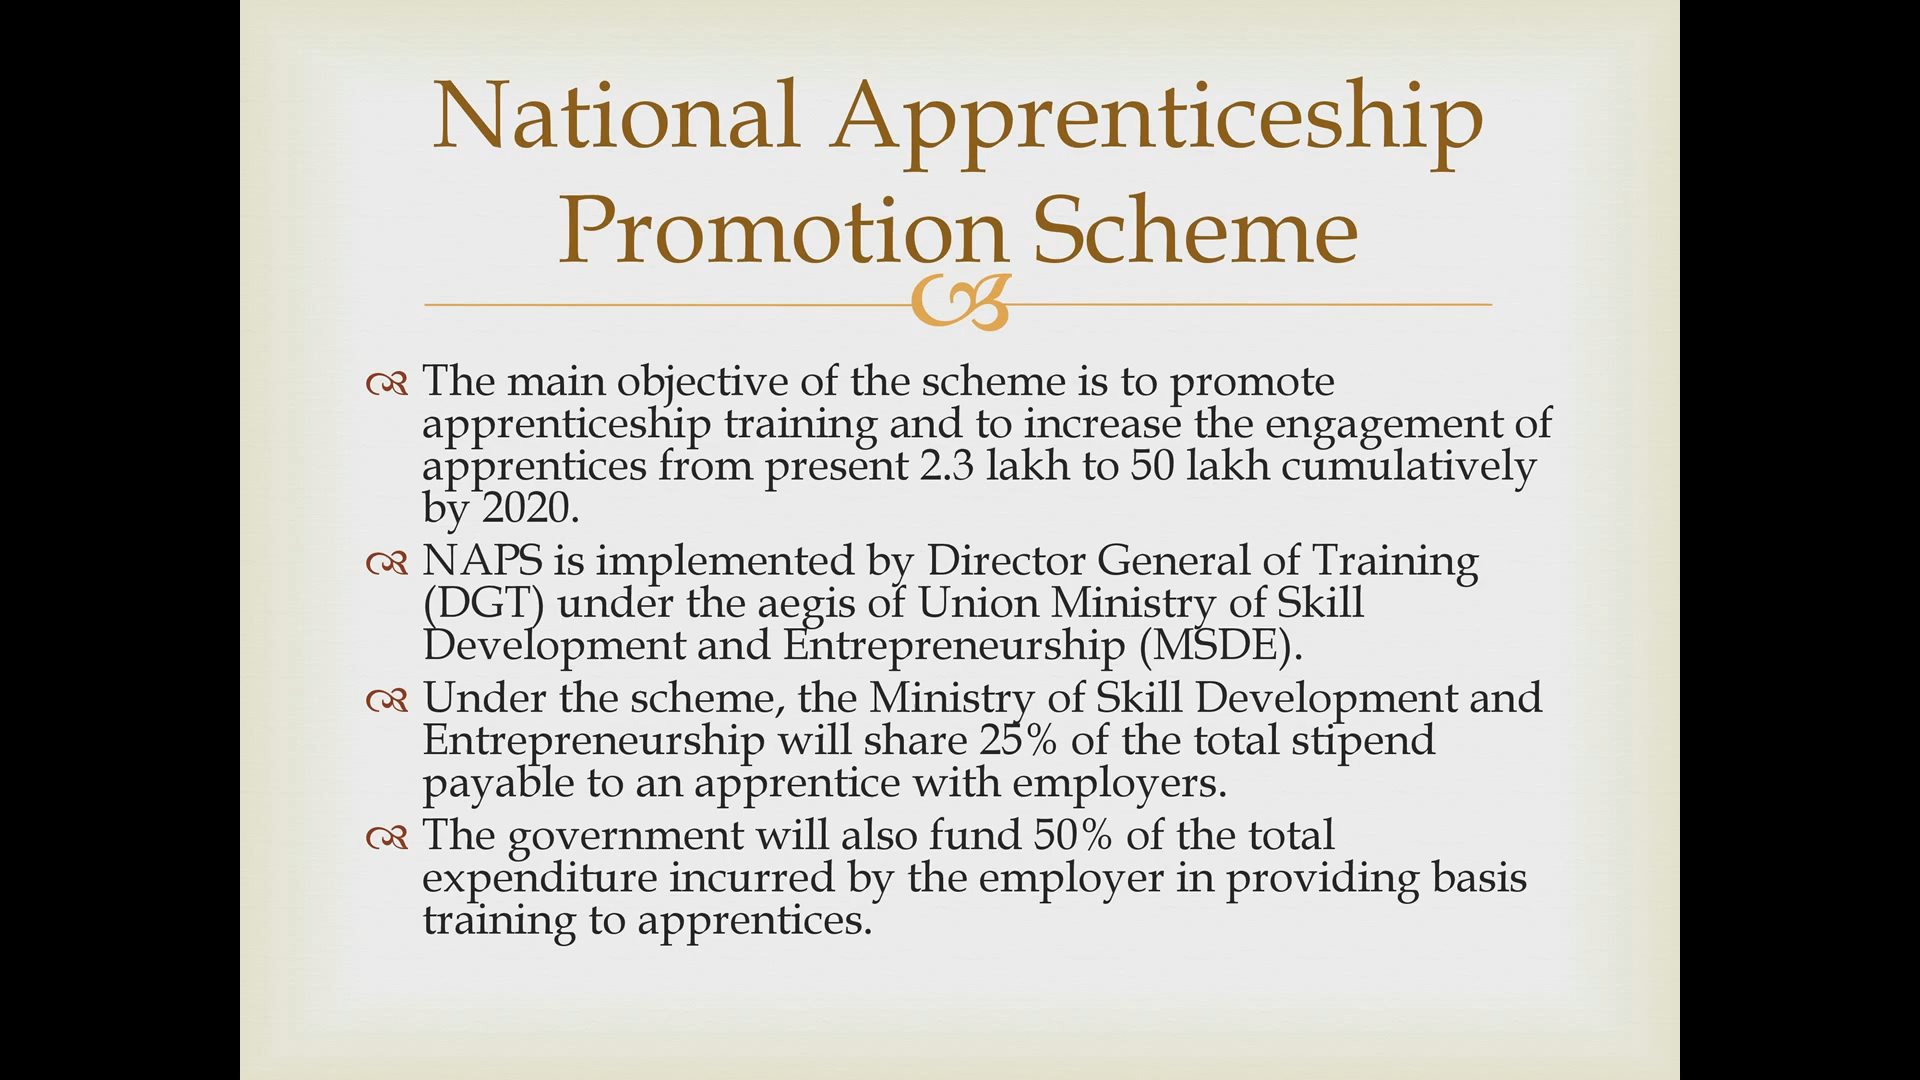 National Apprenticeship
Promotion Scheme
The main objective of the scheme is to promote
apprenticeship training and to increase the engagement of
apprentices from present 2.3 lakh to 50 lakh cumulatively
by 2020.
NAPS is implemented by Director General of Training
(DGT) under the aegis of Union Ministry of Skill
Development and Entrepreneurship (MSDE).
Under the scheme, the Ministry of Skill Development and
Entrepreneurship will share 25% of the total stipend
payable to an apprentice with employers.
The government will also fund 50% of the total
expenditure incurred by the employer in providing basis
training to apprentices.